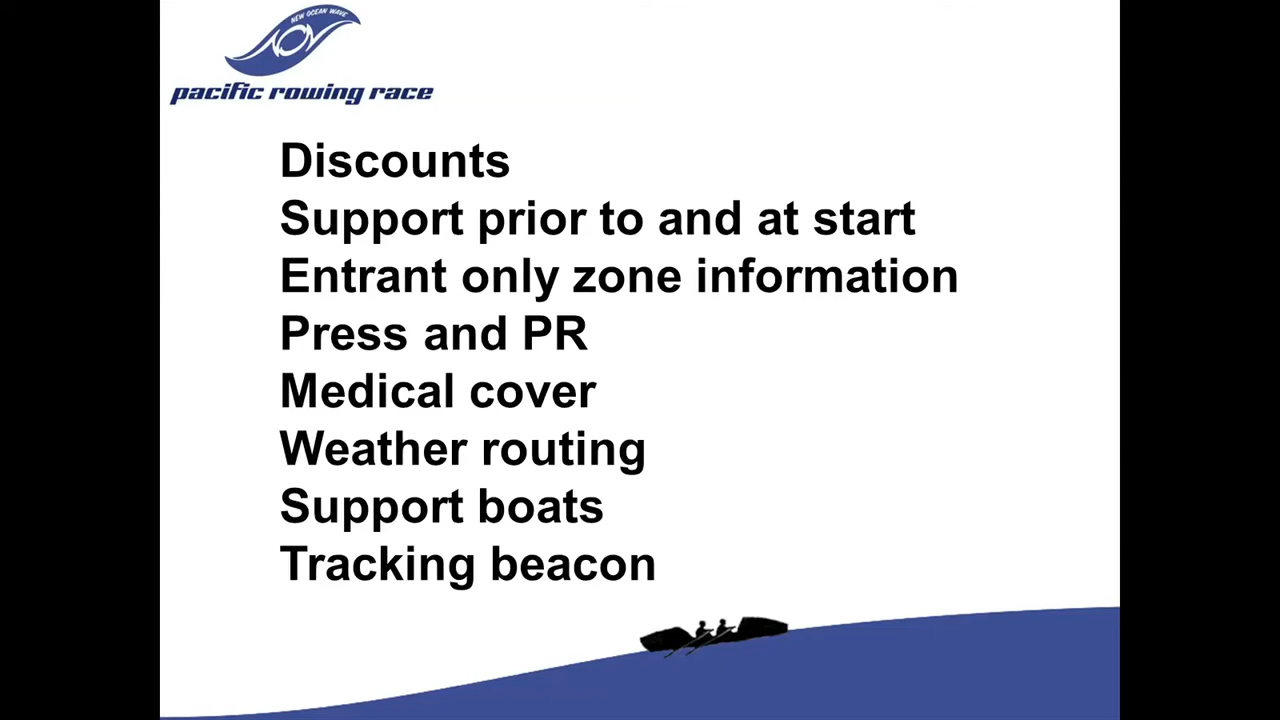 NEW OCEAN WAVE
NOW
pacific rowing race
Discounts
Support prior to and at start
Entrant only zone information
Press and PR
Medical cover
Weather routing
Support boats
Tracking beacon